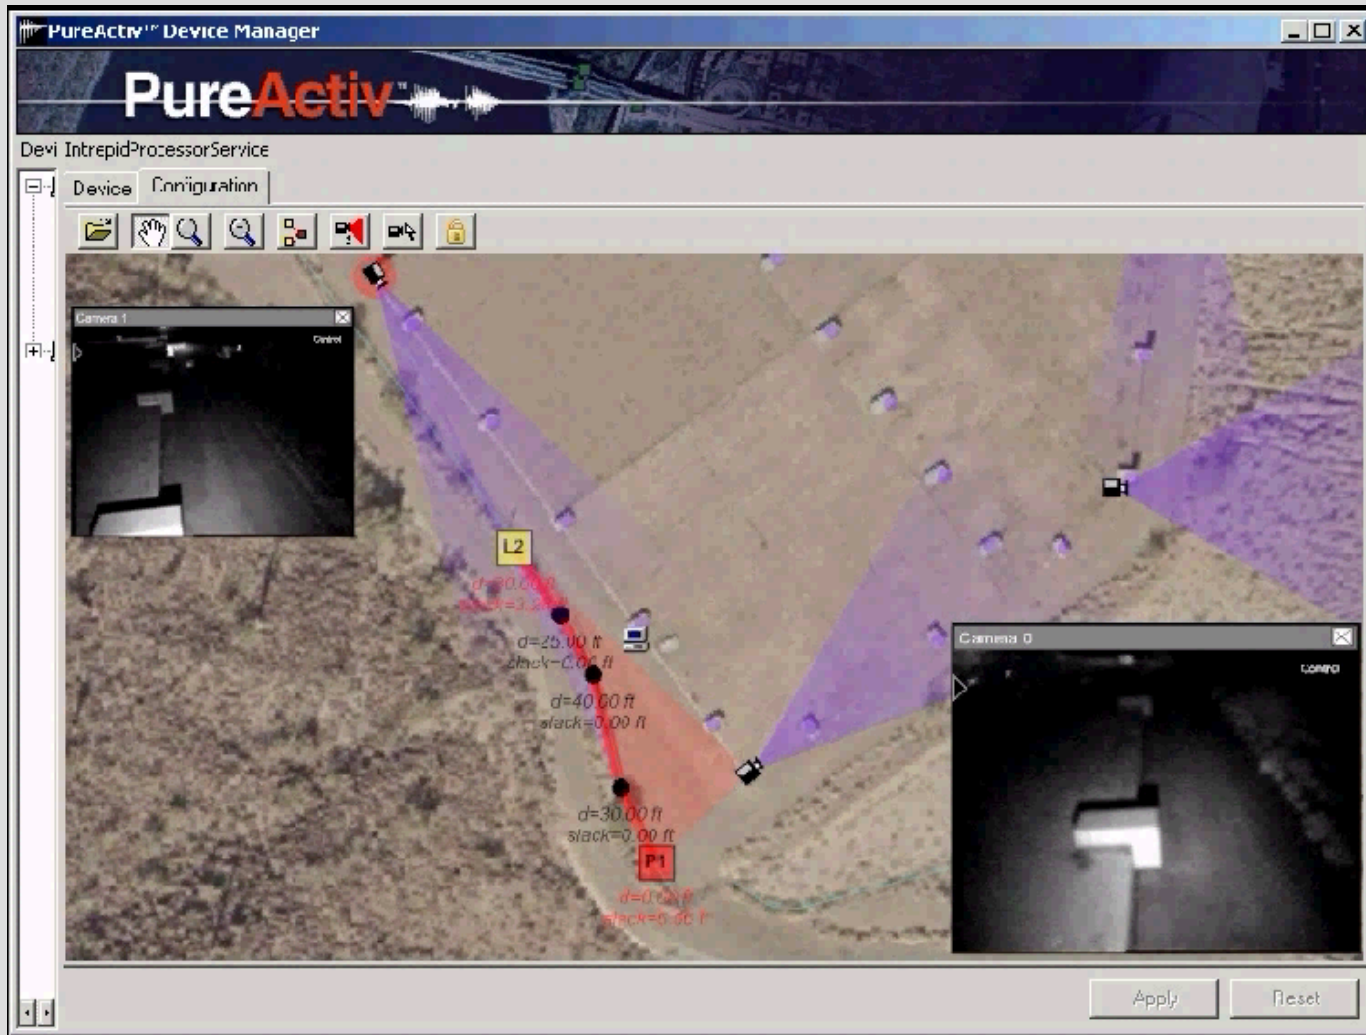 PureActiv™ Device Manager
PureActiv™
Devi IntrepidProcessorService
Device
Configuration
Camera 1
Control
L2
d=25.00 ft
d=40.00 ft
slack=0.00 ft
d=30.00 ft
slack=0.00 ft
P1
Camera 0
Control
Apply
Reset